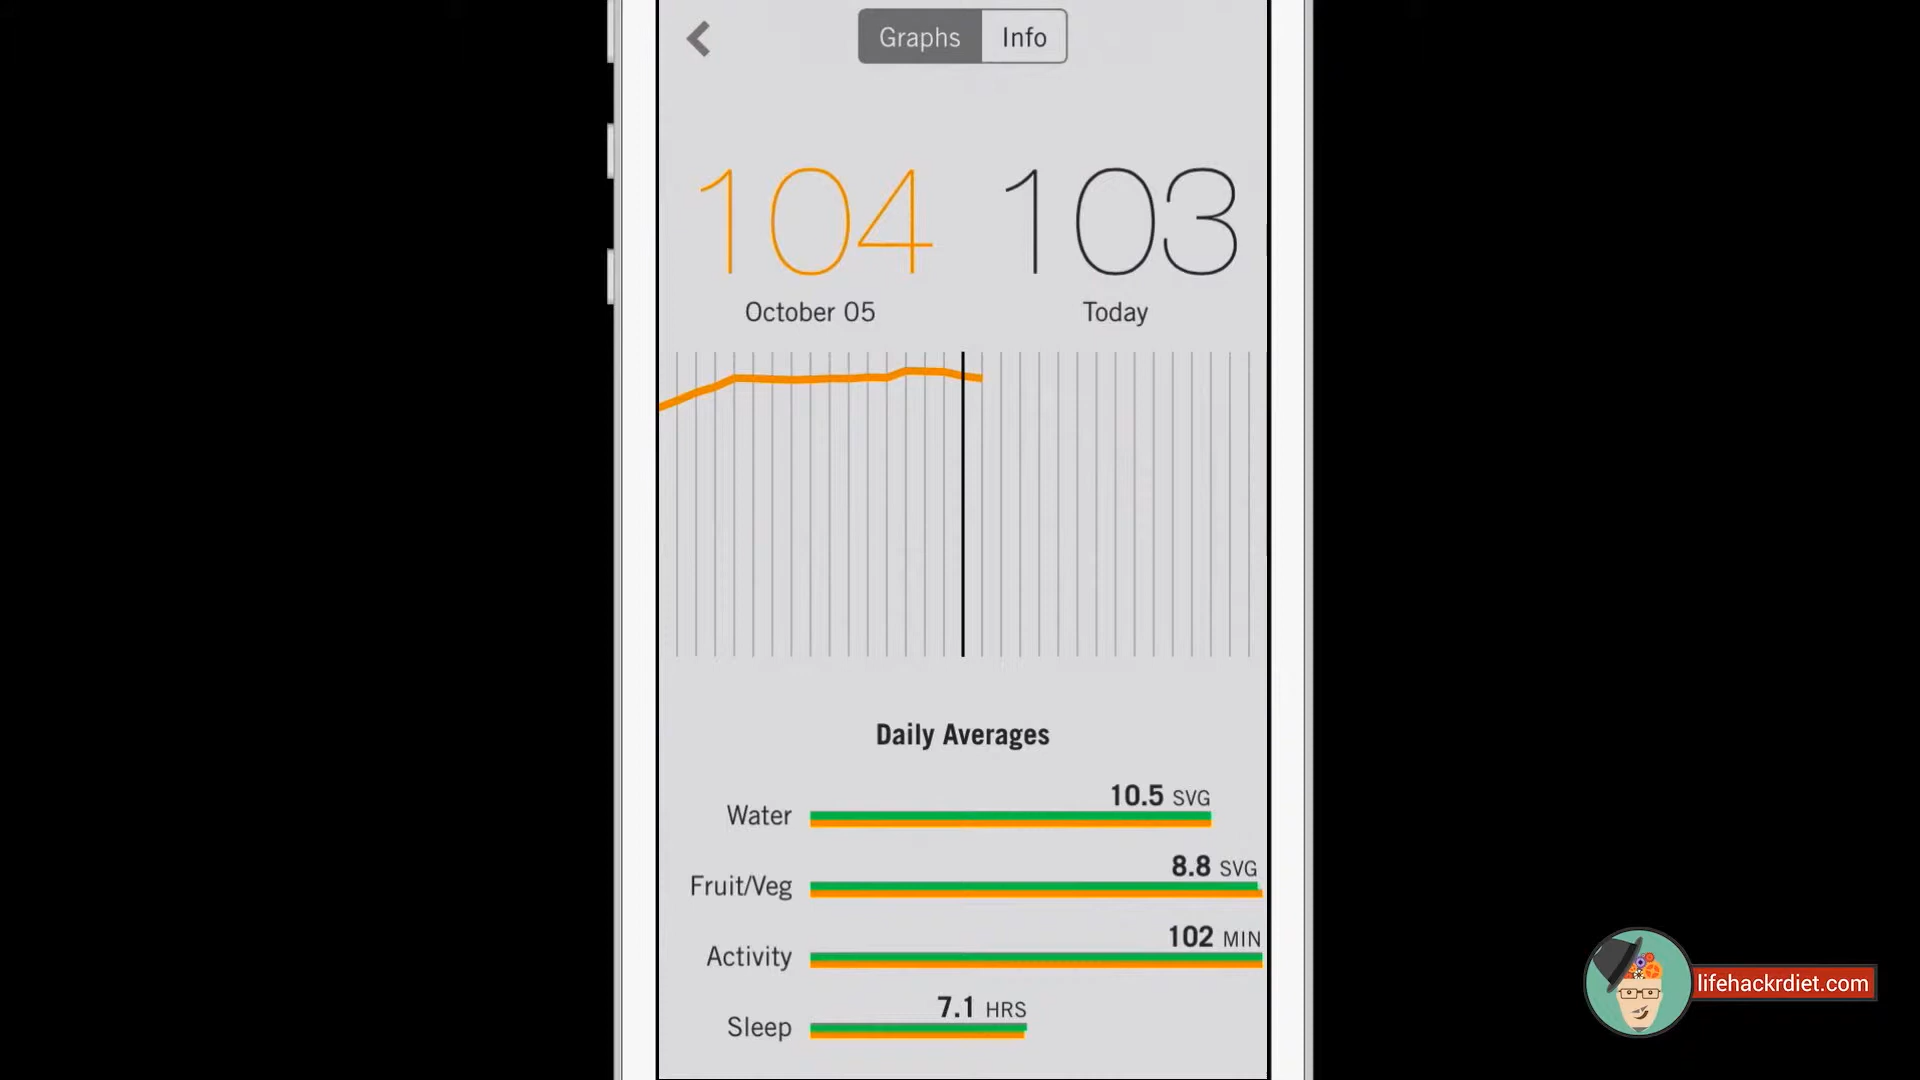 Graphs Info
104 103
October 05 Today
Daily Averages
10.5 SVG
Water
8.8 SVG
Fruit/Veg
102 MIN
Activity
7.1 HRS
Sleep
lifehackrdiet.com